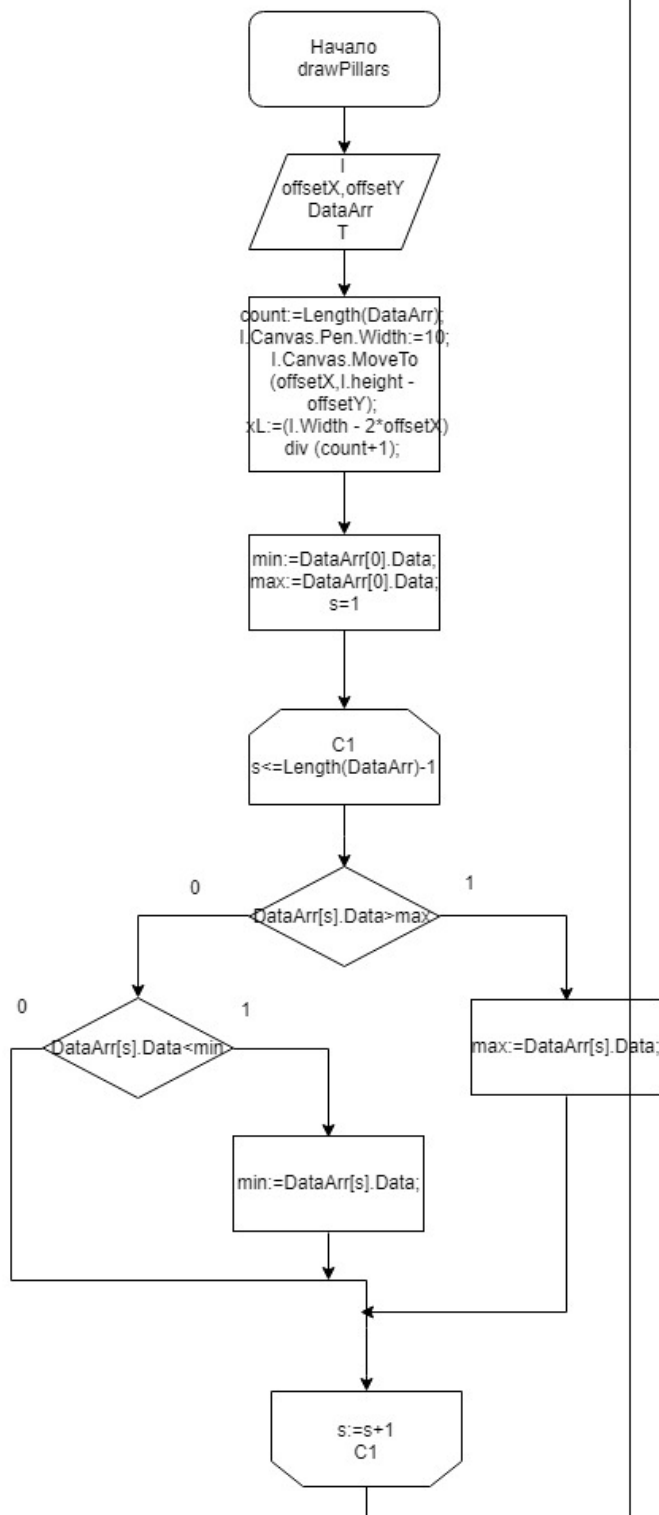 Начало
drawPillars
I
offsetX,offsetY
DataArr
T
count:=Length(DataArr);
I.Canvas.Pen.Width:=10;
I.Canvas.MoveTo
(offsetX,I.height -
offsetY);
xL:=(I.Width - 2*offsetX)
div (count+1);
min:=DataArr[0].Data;
max:=DataArr[0].Data;
s=1
C1
s<=Length(DataArr)-1
0
1
DataArr[s].Data>max
0
1
DataArr[s].Data<min
max:=DataArr[s].Data;
min:=DataArr[s].Data;
s:=s+1
C1